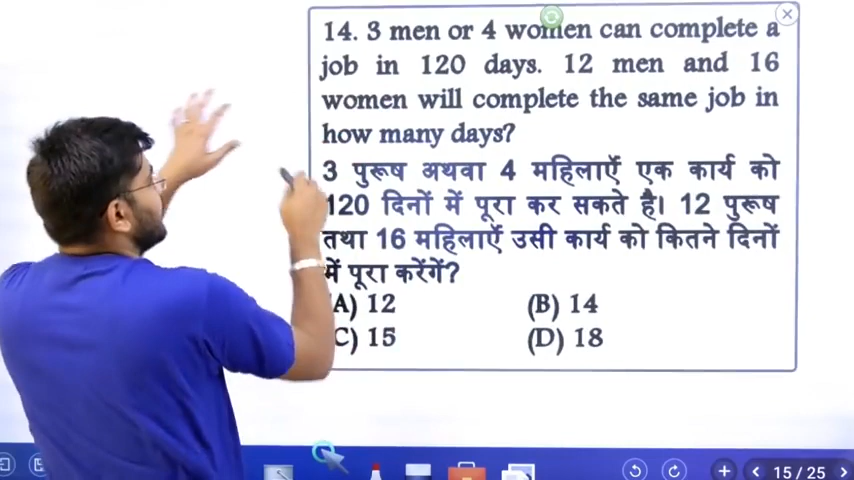 14. 3 men or 4 women can complete a
job in 120 days. 12 men and 16
women will complete the same job in
how many days?
3 पुरूष अथवा 4 महिलाएँ एक कार्य को
120 दिनों में पूरा कर सकते है। 12 पुरूष
तथा 16 महिलाएँ उसी कार्य को कितने दिनों
में पूरा करेंगें?
A) 12 (B) 14
C) 15 (D) 18
15 / 25